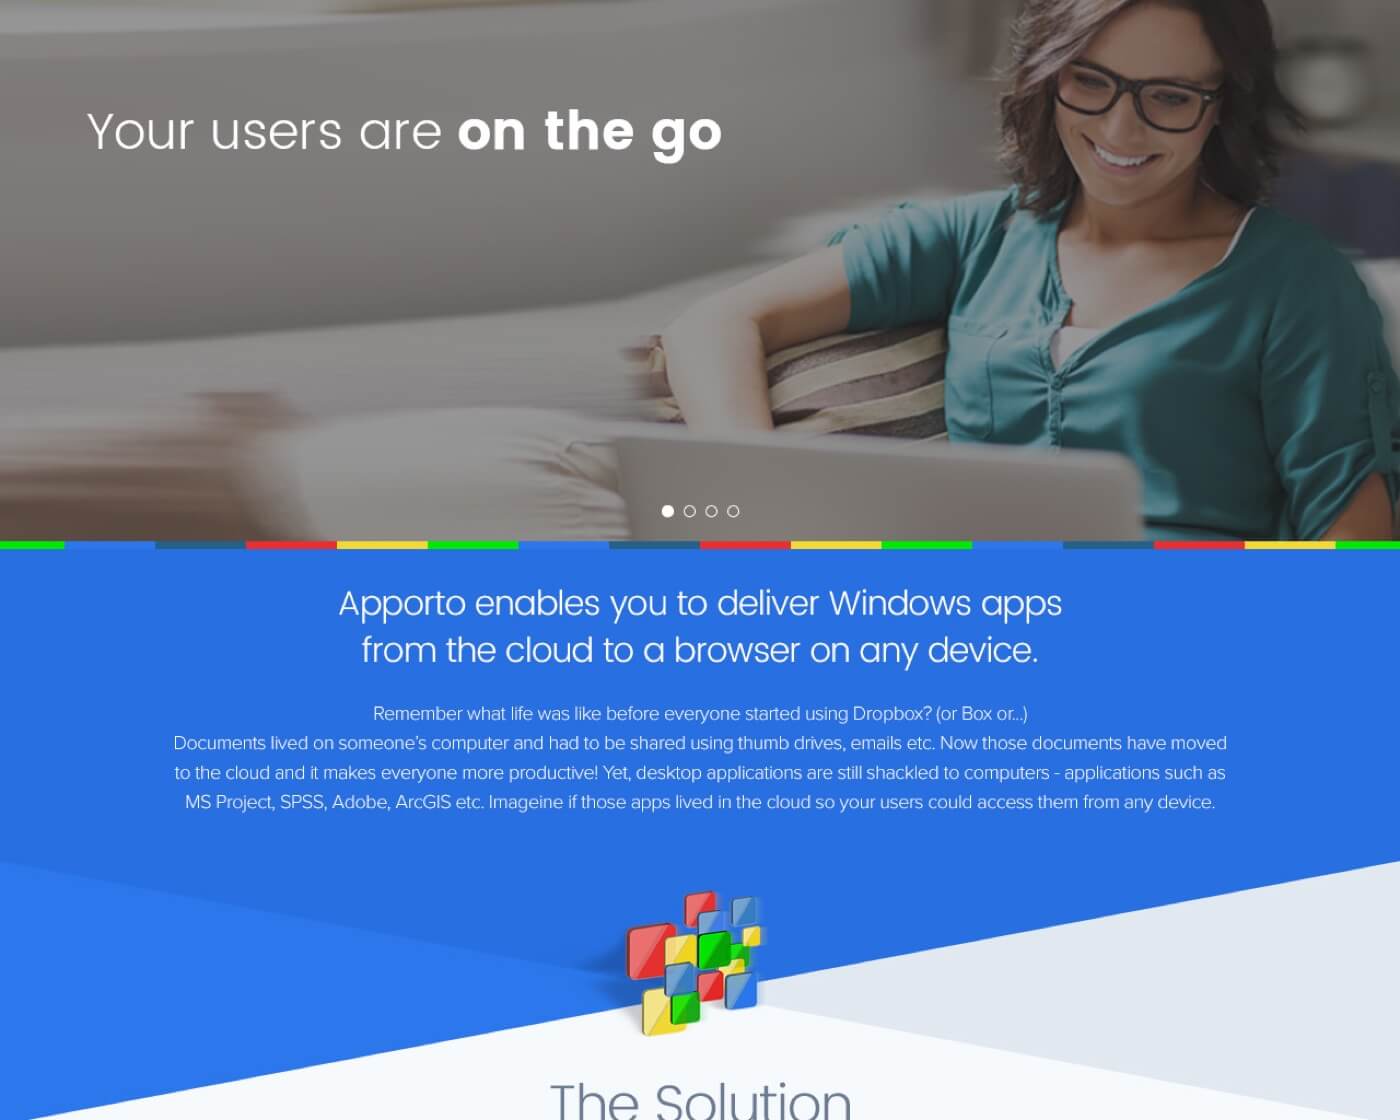 Your users are on the go
Apporto enables you to deliver Windows apps
from the cloud to a browser on any device.
Remember what life was like before everyone started using Dropbox? (or Box or...)
Documents lived on someone’s computer and had to be shared using thumb drives, emails etc. Now those documents have moved
to the cloud and it makes everyone more productive! Yet, desktop applications are still shackled to computers - applications such as
MS Project, SPSS, Adobe, ArcGIS etc. Imageine if those apps lived in the cloud so your users could access them from any device.
The Solution